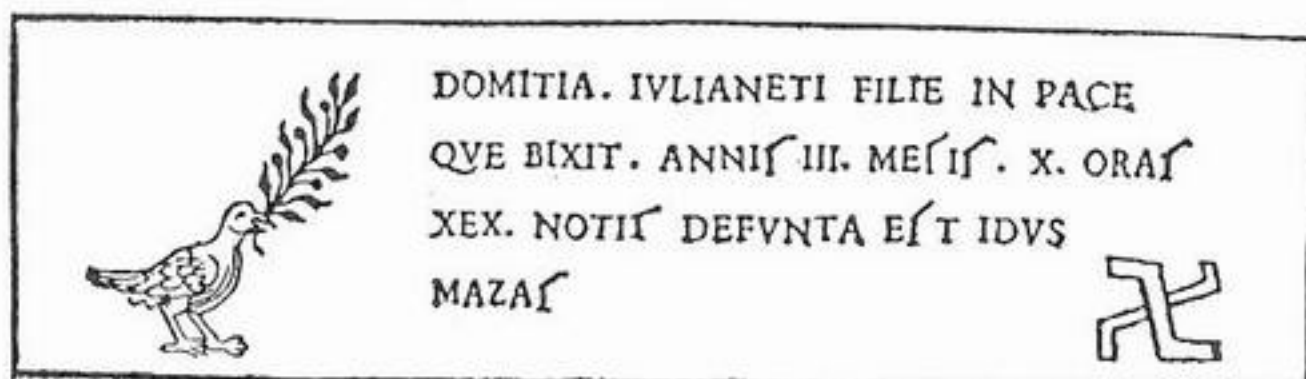 DOMITIA. IVLIANETI FILIE IN PACE
QVE BIXIT. ANNIS III. MESIS. X. ORAS
XEX. NOTIS DEFVNTA EST IDVS
MAZAS